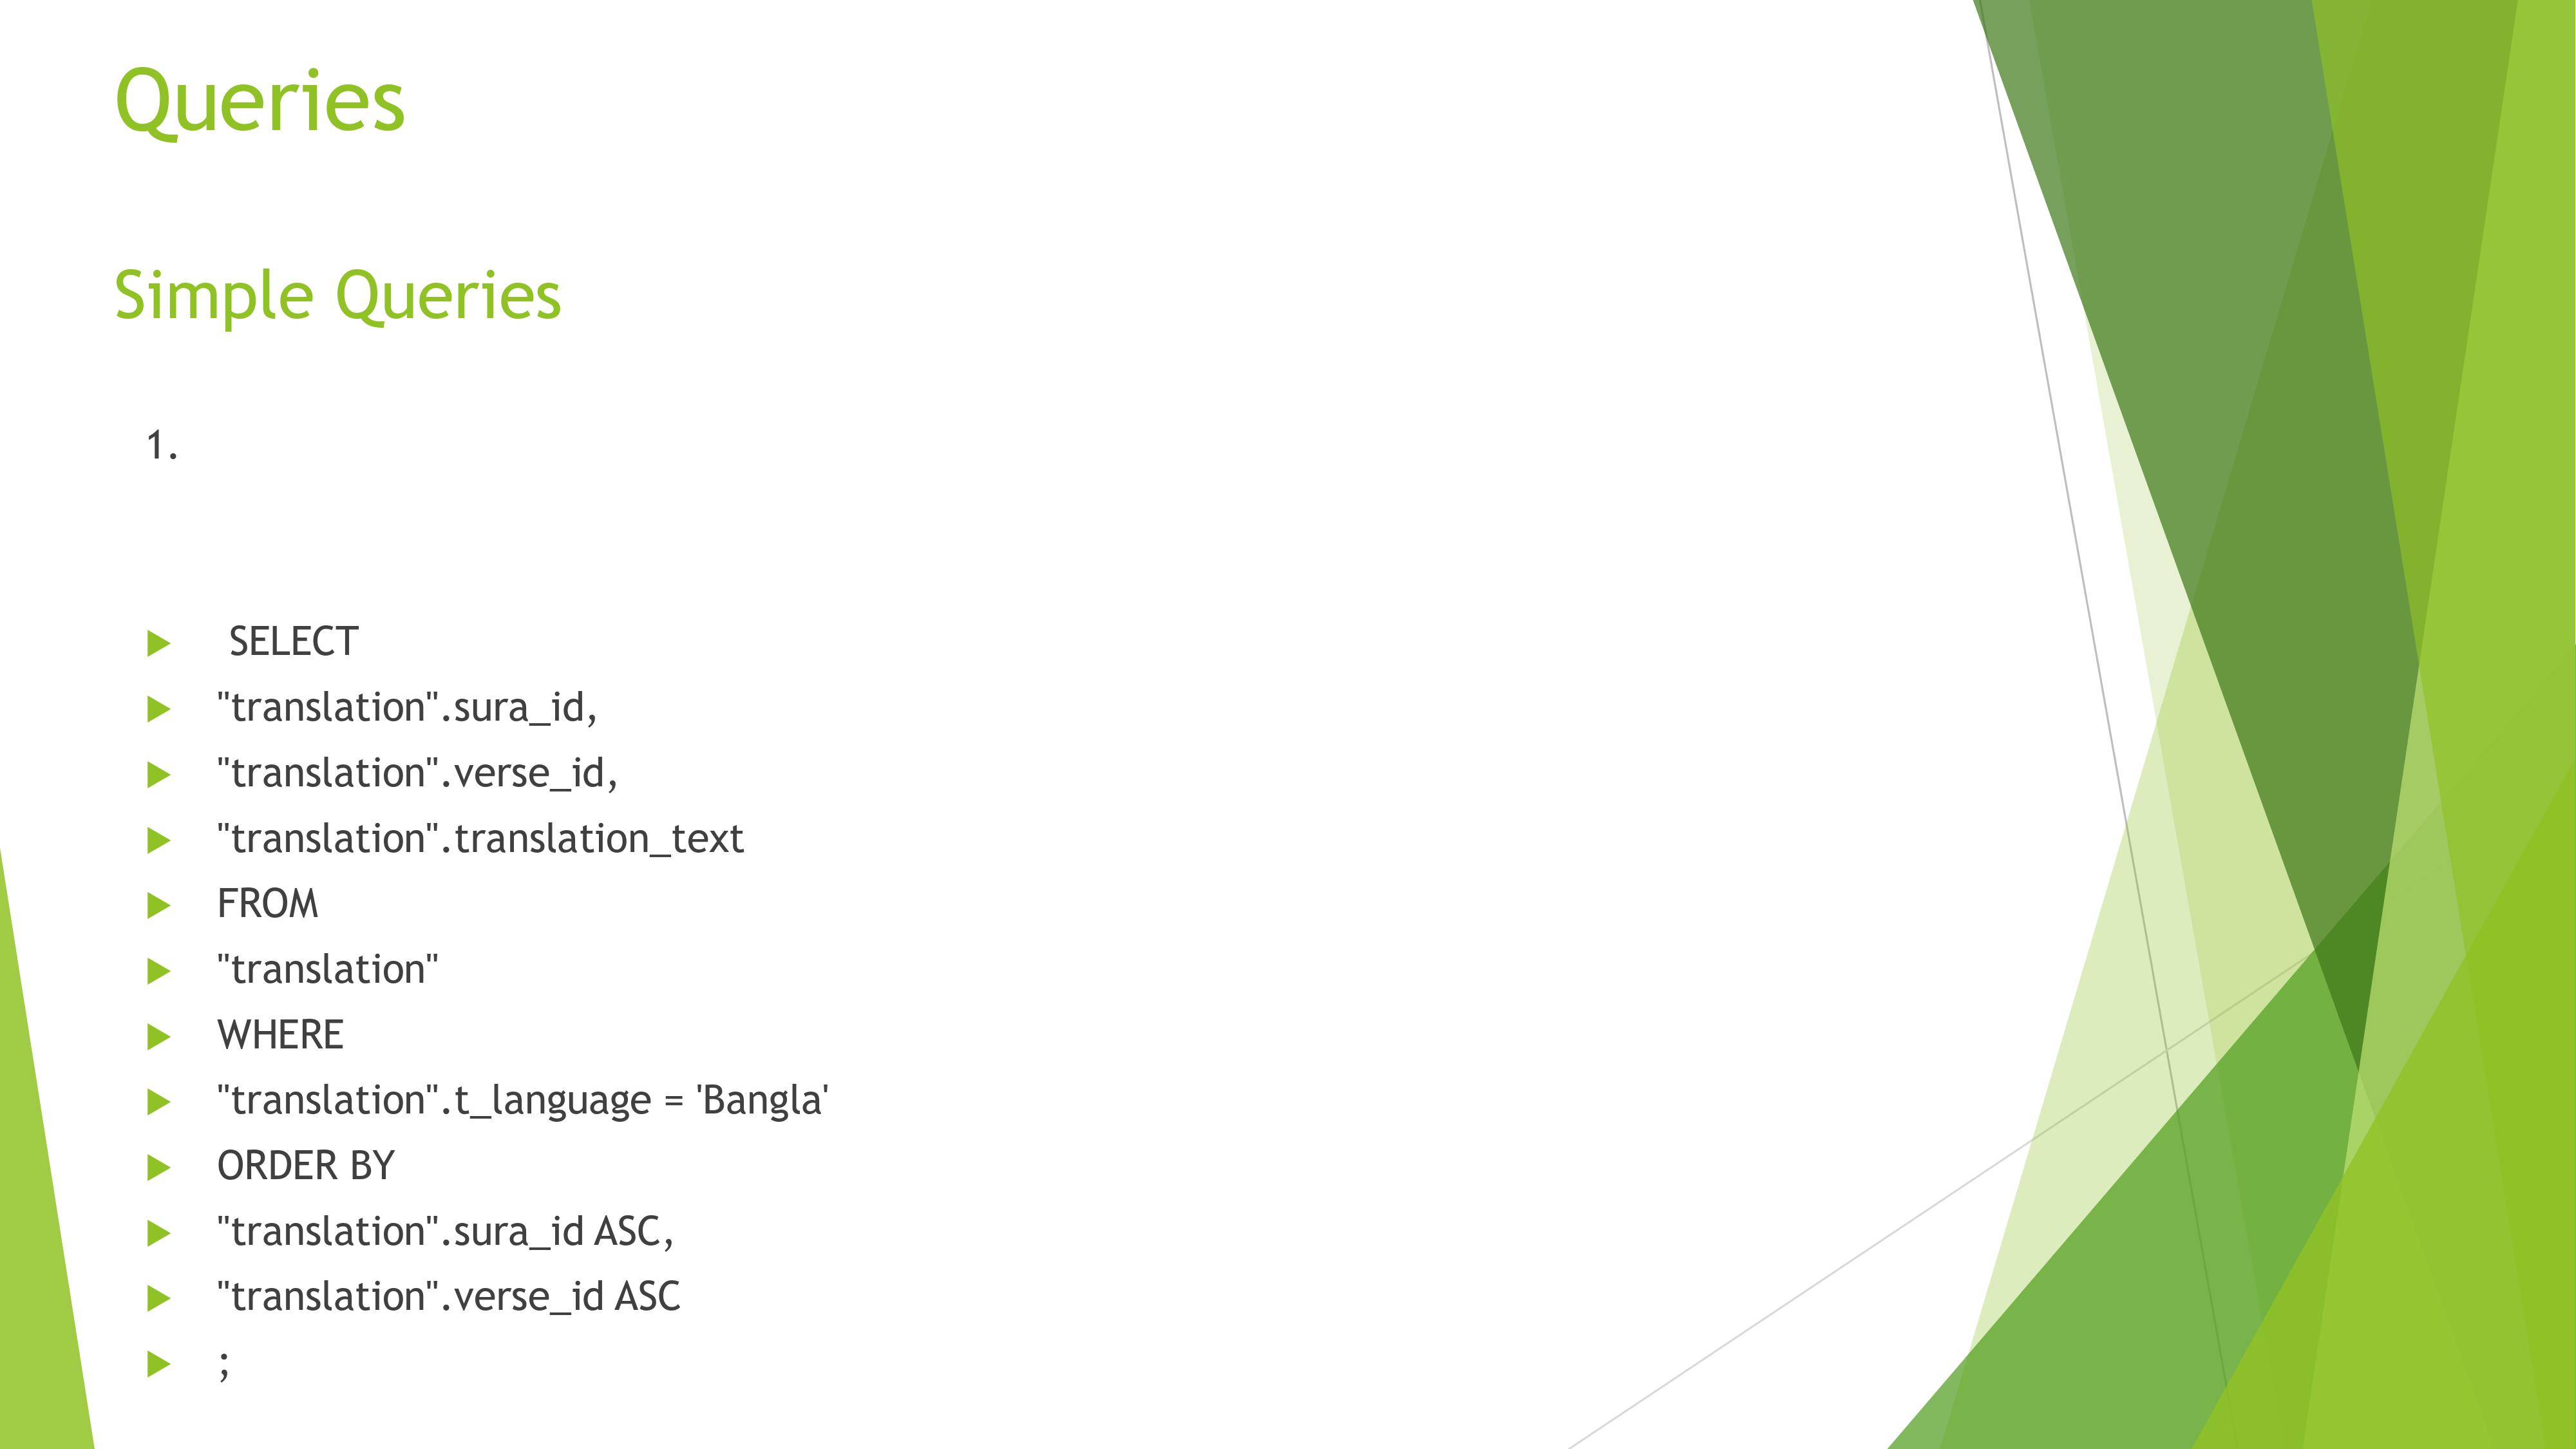 Queries
Simple Queries
1.
SELECT
"translation".sura_id,
"translation".verse_id,
"translation".translation_text
FROM
"translation"
WHERE
"translation".t_language = 'Bangla'
ORDER BY
"translation".sura_id ASC,
"translation".verse_id ASC
;